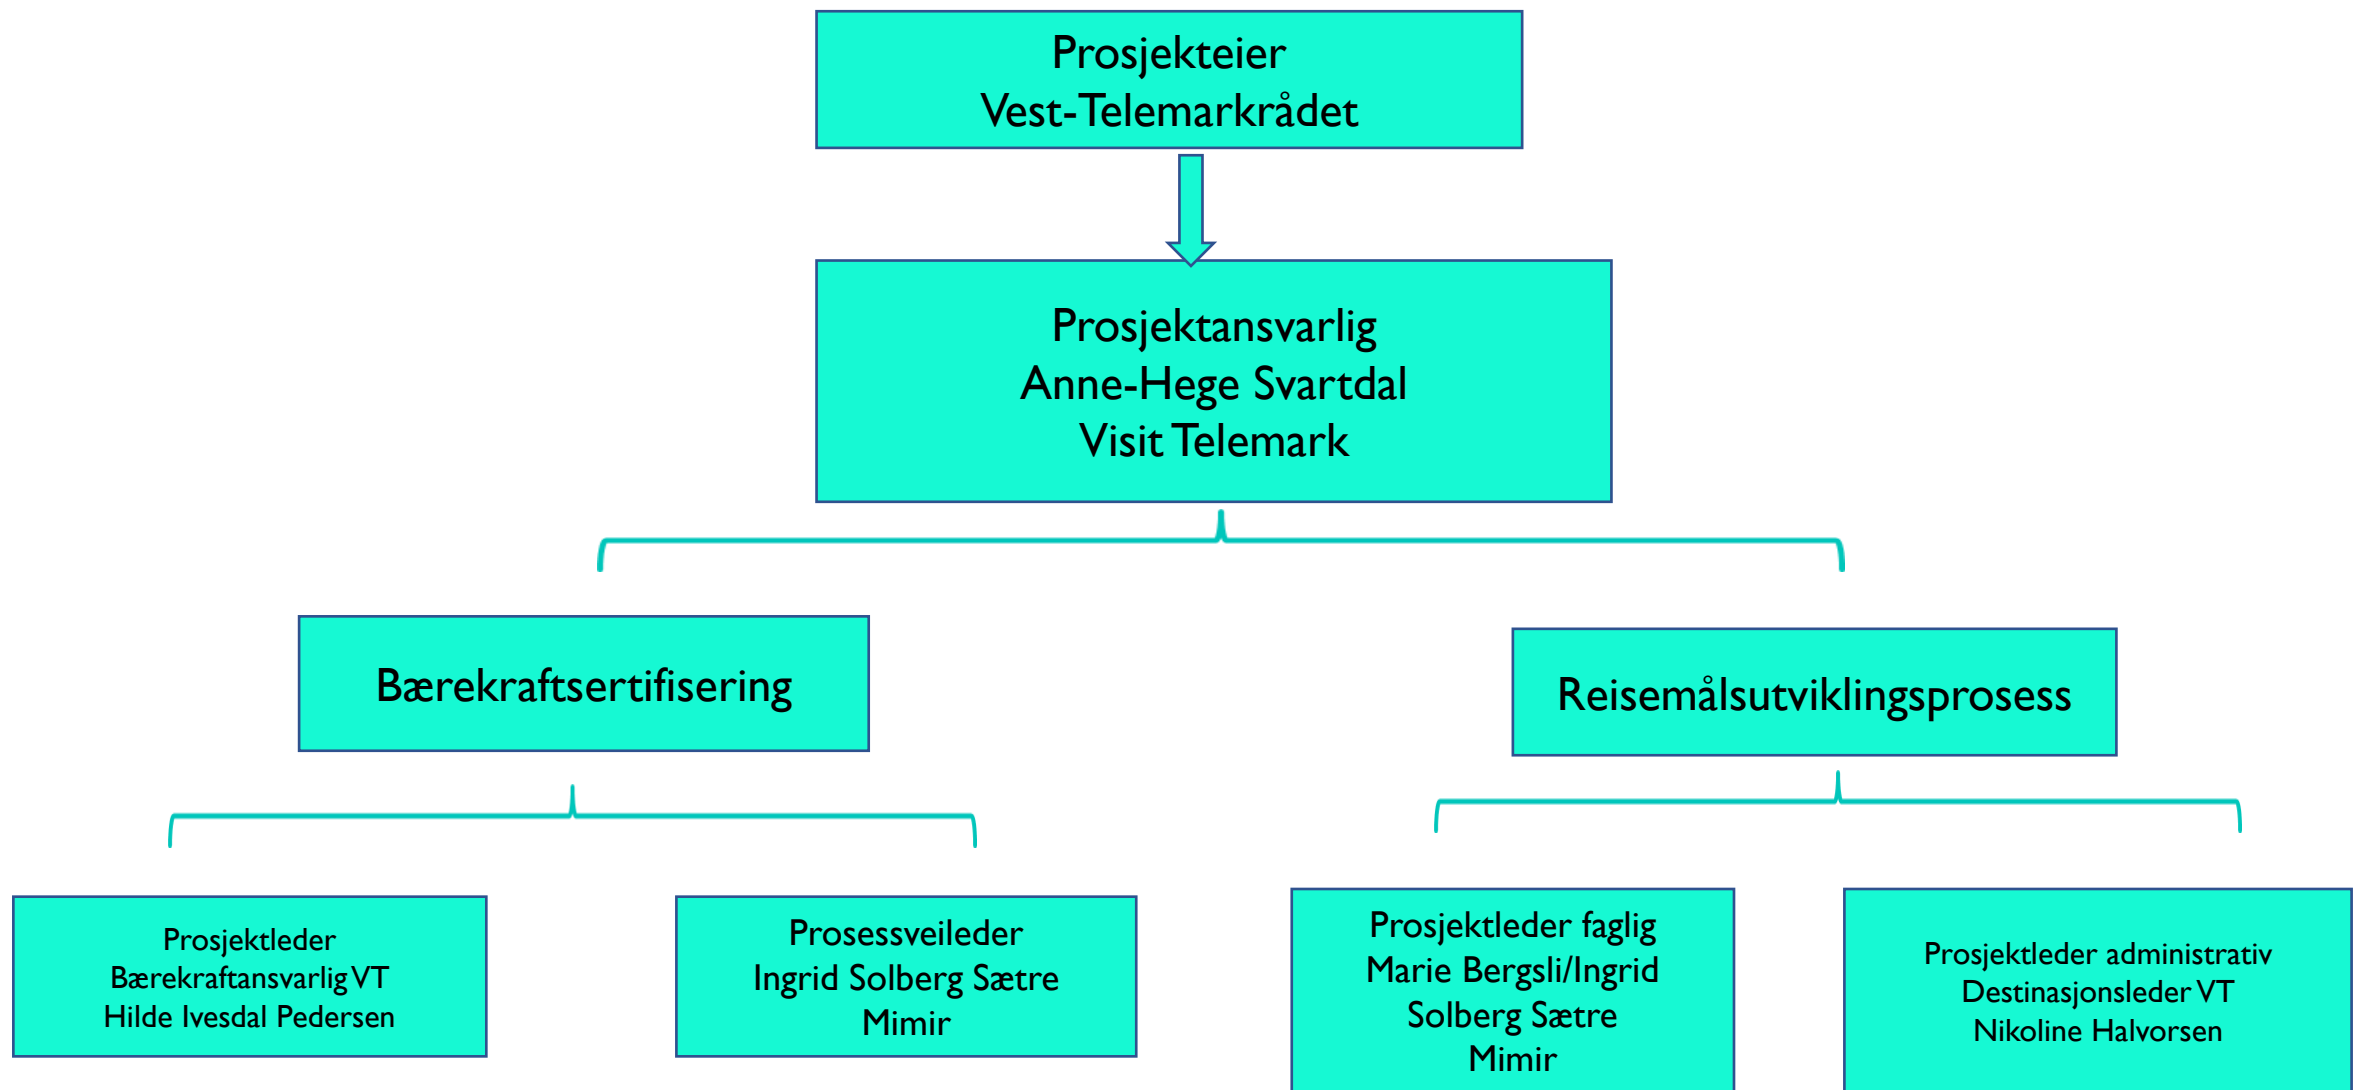 Prosjekteier
Vest-Telemarkrådet
Prosjektansvarlig
Anne-Hege Svartdal
Visit Telemark
Bærekraftsertifisering
Reisemålsutviklingsprosess
Prosjektleder
Bærekraftansvarlig VT
Hilde Ivesdal Pedersen
Prosessveileder
Ingrid Solberg Sætre
Mimir
Prosjektleder faglig
Marie Bergsli/Ingrid
Solberg Sætre
Mimir
Prosjektleder administrativ
Destinasjonsleder VT
Nikoline Halvorsen